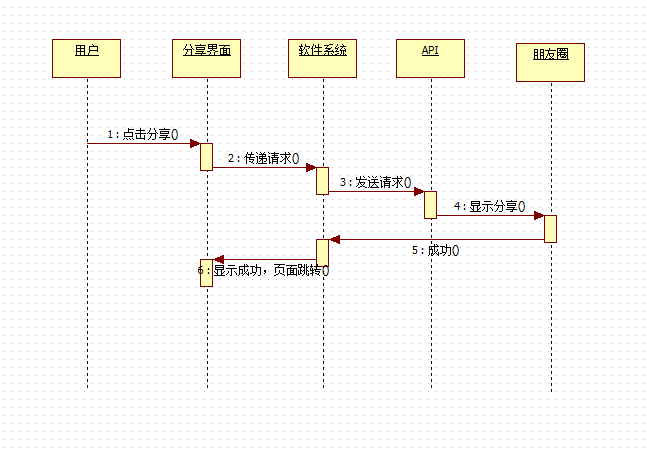 用户
分享界面
软件系统
API
朋友圈
1：点击分享()
2：传递请求()
3：发送请求()
4：显示分享()
5：成功()
6：显示成功，页面跳转()